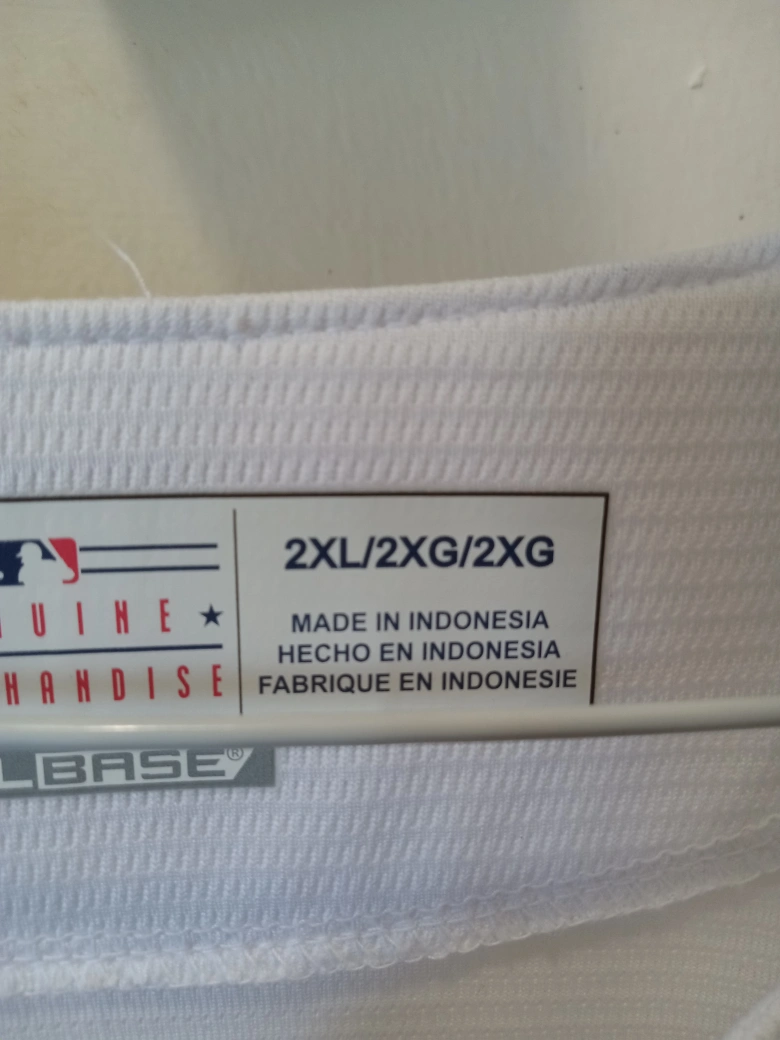 2XL/2XG/2XG
MADE IN INDONESIA
HECHO EN INDONESIA
FABRIQUE EN INDONESIE
UINE
HANDISE
LBASE®